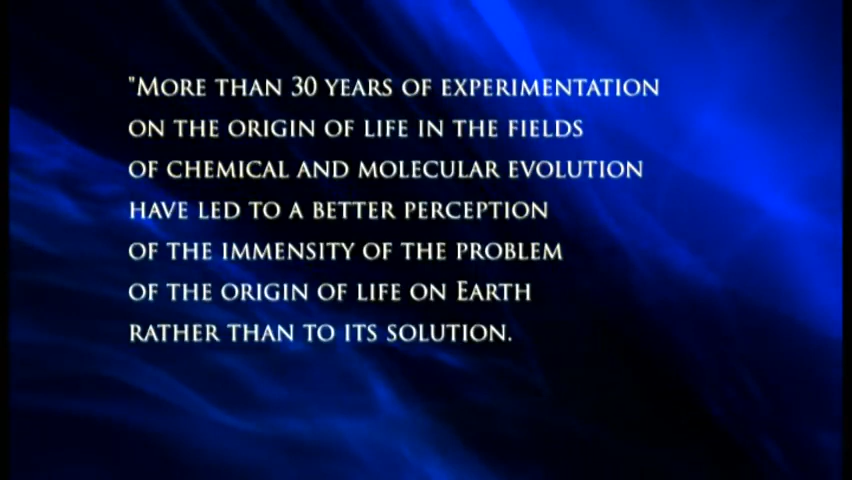 "More than 30 years of experimentation
on the origin of life in the fields
of chemical and molecular evolution
have led to a better perception
of the immensity of the problem
of the origin of life on Earth
rather than to its solution.